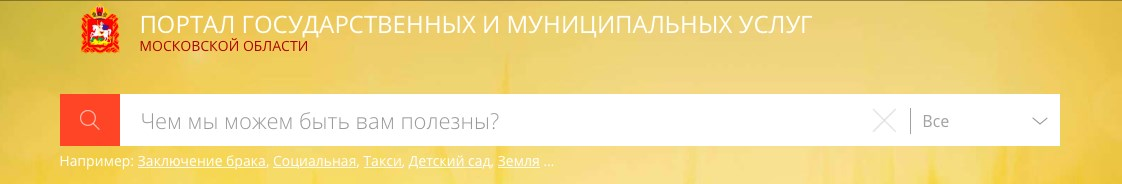 ПОРТАЛ ГОСУДАРСТВЕННЫХ И МУНИЦИПАЛЬНЫХ УСЛУГ
МОСКОВСКОЙ ОБЛАСТИ
Чем мы можем быть вам полезны? Все
Например: Заключение брака, Социальная, Такси, Детский сад, Земля ...